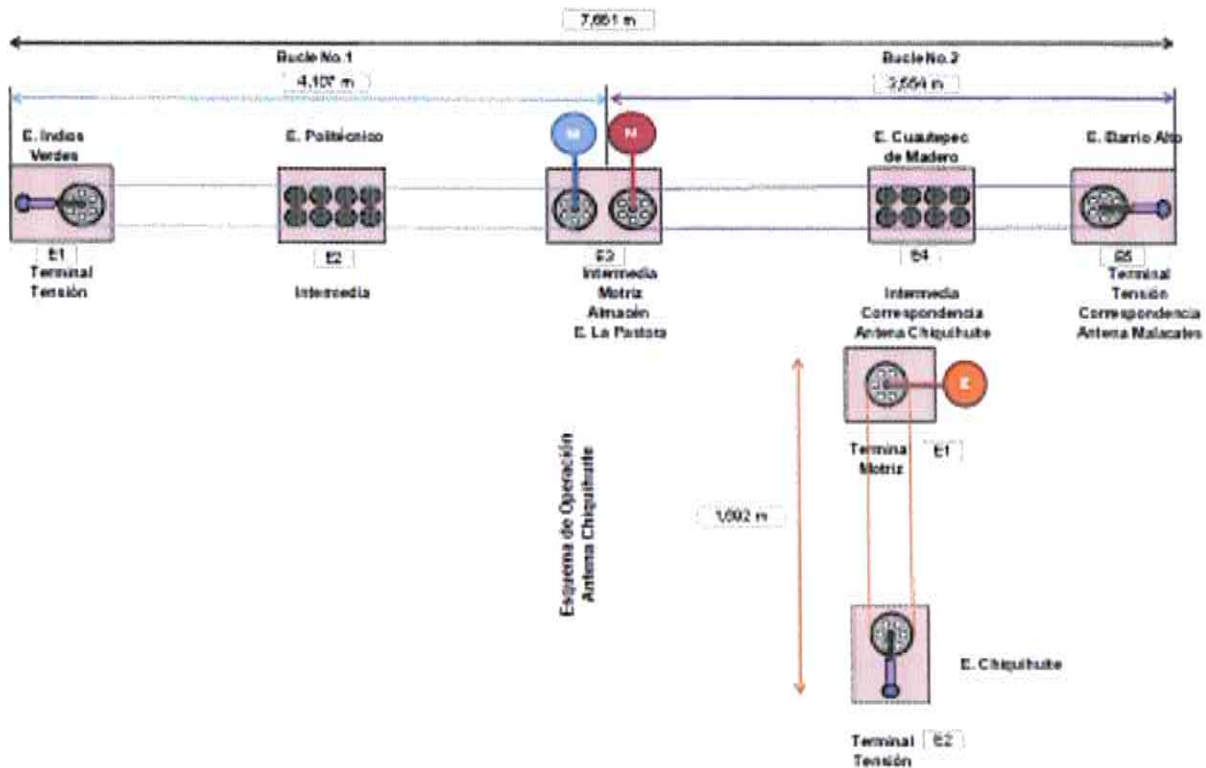 7,651 m
Bucle No.1
Bucle No.2
4,107 m
E. Indios
Verdes
E. Politécnico
M
M
E. Cuautepec
de Madero
E. Barrio Alto
E1
Terminal
Tensión
E2
Intermedia
E3
Intermedia
Motriz
Almacén
E. La Pastora
E4
Intermedia
Correspondencia
Antena Chiquihuite
E5
Terminal
Tensión
Correspondencia
Antena Malacates
Terminal
Motriz
E1
Esquema de Operación
Antena Chiquihuite
1,692 m
E. Chiquihuite
Terminal
Tensión
E2